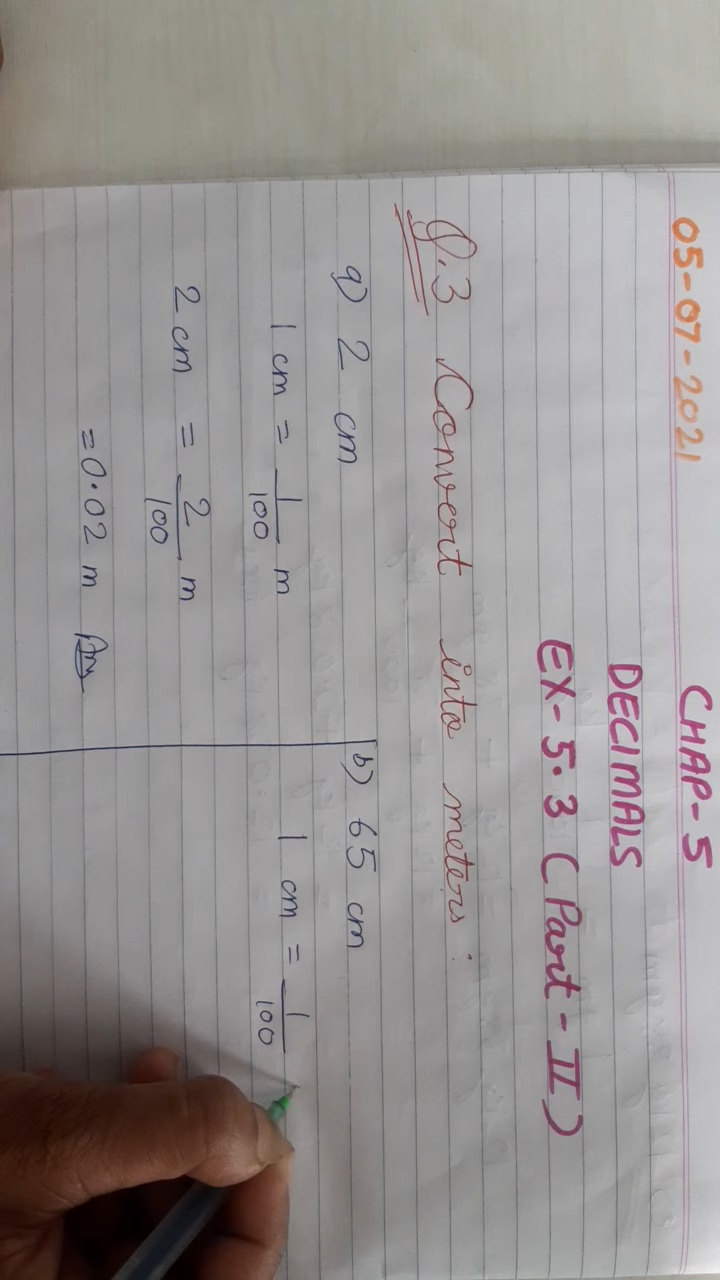 05-07-2021
CHAP-5
DECIMALS
EX-5.3 (Part-II)
Q.3 Convert into meters:
a) 2 cm
1 cm = 1/100 m
2 cm = 2/100 m
= 0.02 m Ans
b) 65 cm
1 cm = 1/100